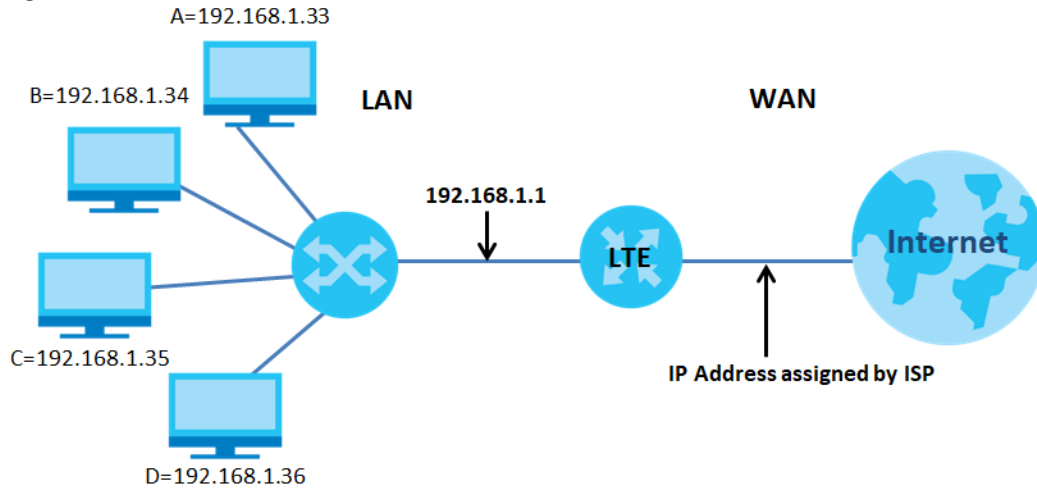 A=192.168.1.33
B=192.168.1.34
LAN
WAN
192.168.1.1
LTE
Internet
C=192.168.1.35
IP Address assigned by ISP
D=192.168.1.36